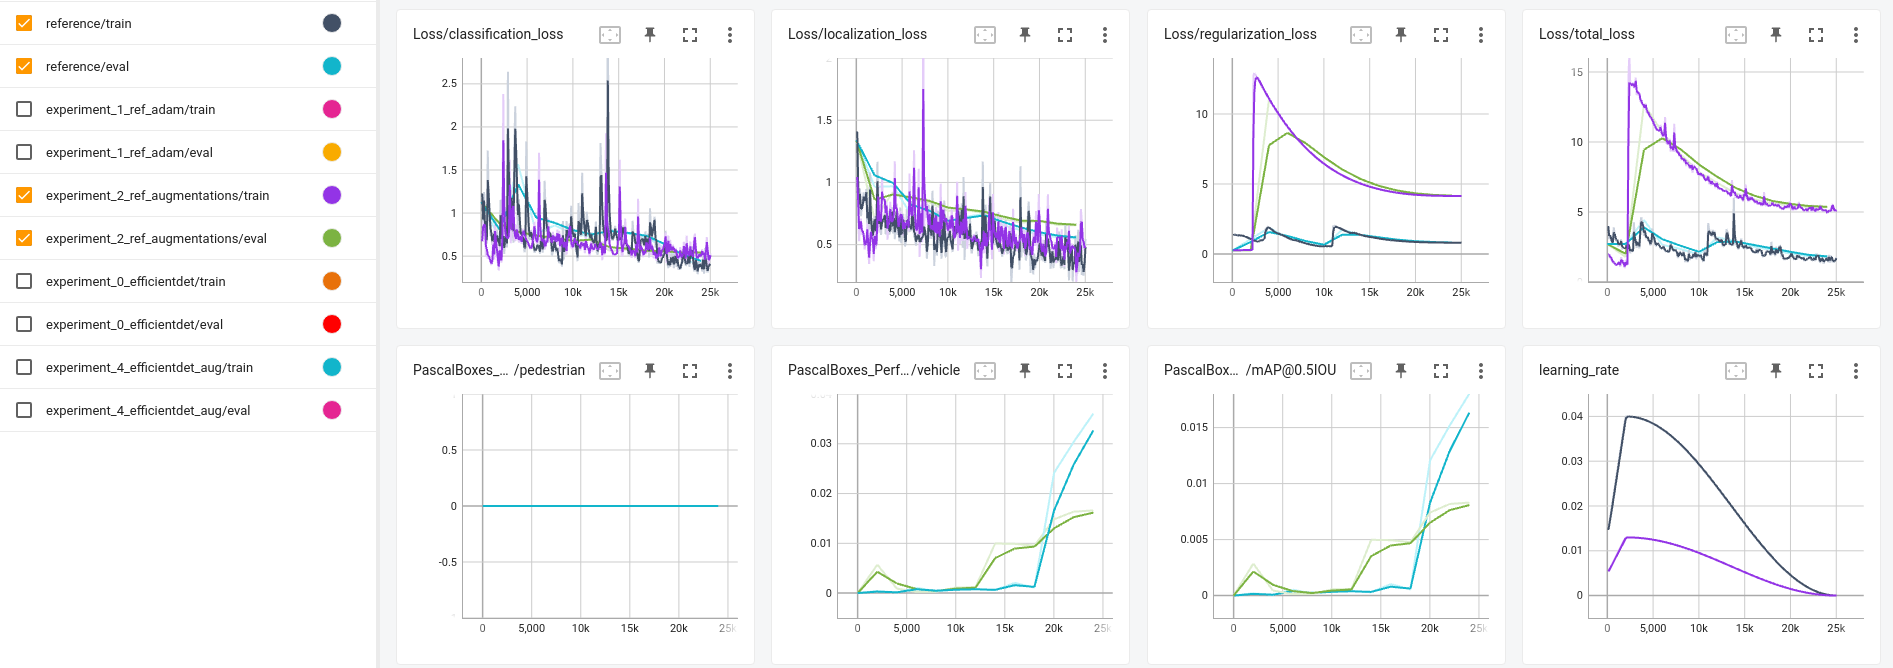 reference/train
reference/eval
experiment_1_ref_adam/train
experiment_1_ref_adam/eval
experiment_2_ref_augmentations/train
experiment_2_ref_augmentations/eval
experiment_0_efficientdet/train
experiment_0_efficientdet/eval
experiment_4_efficientdet_aug/train
experiment_4_efficientdet_aug/eval
Loss/classification_loss
2.5
2
1.5
1
0.5
0 5,000 10k 15k 20k 25k
Loss/localization_loss
1.5
1
0.5
0 5,000 10k 15k 20k 25k
Loss/regularization_loss
10
5
0
0 5,000 10k 15k 20k 25k
Loss/total_loss
15
10
5
0 5,000 10k 15k 20k 25k
PascalBoxes_… /pedestrian
0.5
0
-0.5
0 5,000 10k 15k 20k 25k
PascalBoxes_Perf…/vehicle
0.03
0.02
0.01
0
0 5,000 10k 15k 20k 25k
PascalBox… /mAP@0.5IOU
0.015
0.01
0.005
0
0 5,000 10k 15k 20k 25k
learning_rate
0.04
0.03
0.02
0.01
0
0 5,000 10k 15k 20k 25k